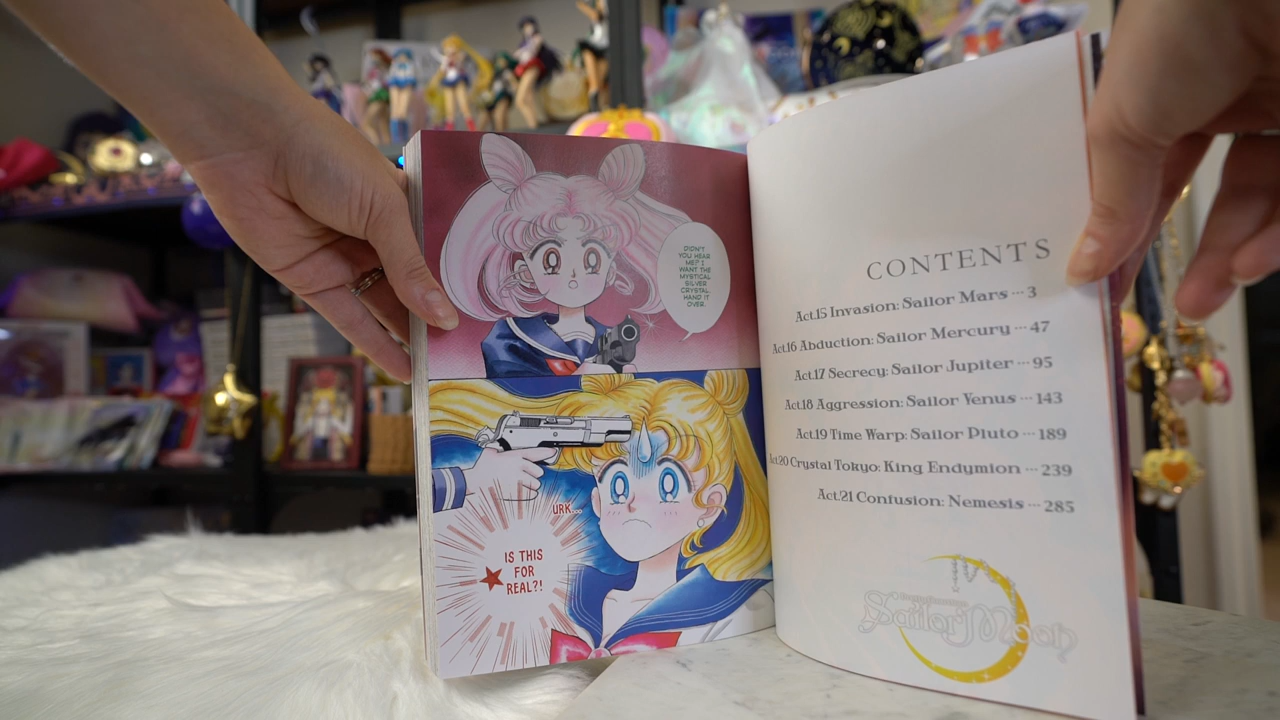 DIDN'T
YOU HEAR
ME? I
WANT THE
MYSTICAL
SILVER
CRYSTAL.
HAND IT
OVER.
URK...
IS THIS
FOR
REAL?!
CONTENTS
Act.15 Invasion: Sailor Mars ··· 3
Act.16 Abduction: Sailor Mercury ··· 47
Act.17 Secrecy: Sailor Jupiter ··· 95
Act.18 Aggression: Sailor Venus ··· 143
Act.19 Time Warp: Sailor Pluto ··· 189
Act.20 Crystal Tokyo: King Endymion ··· 239
Act.21 Confusion: Nemesis ··· 285
Sailor Moon